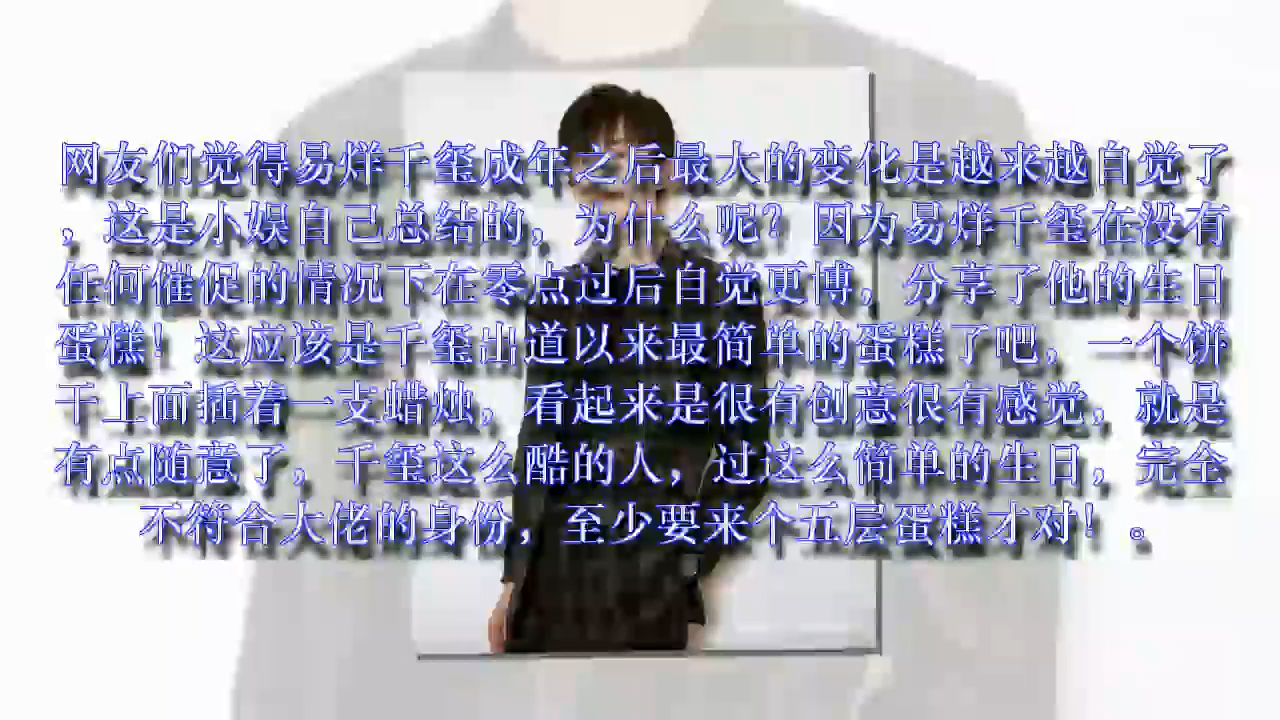 网友们觉得易烊千玺成年之后最大的变化是越来越自觉了
，这是小娱自己总结的，为什么呢？因为易烊千玺在没有
任何催促的情况下在零点过后自觉更博，分享了他的生日
蛋糕！这应该是千玺出道以来最简单的蛋糕了吧，一个饼
干上面插着一支蜡烛，看起来是很有创意很有感觉，就是
有点随意了，千玺这么酷的人，过这么简单的生日，完全
不符合大佬的身份，至少要来个五层蛋糕才对！。